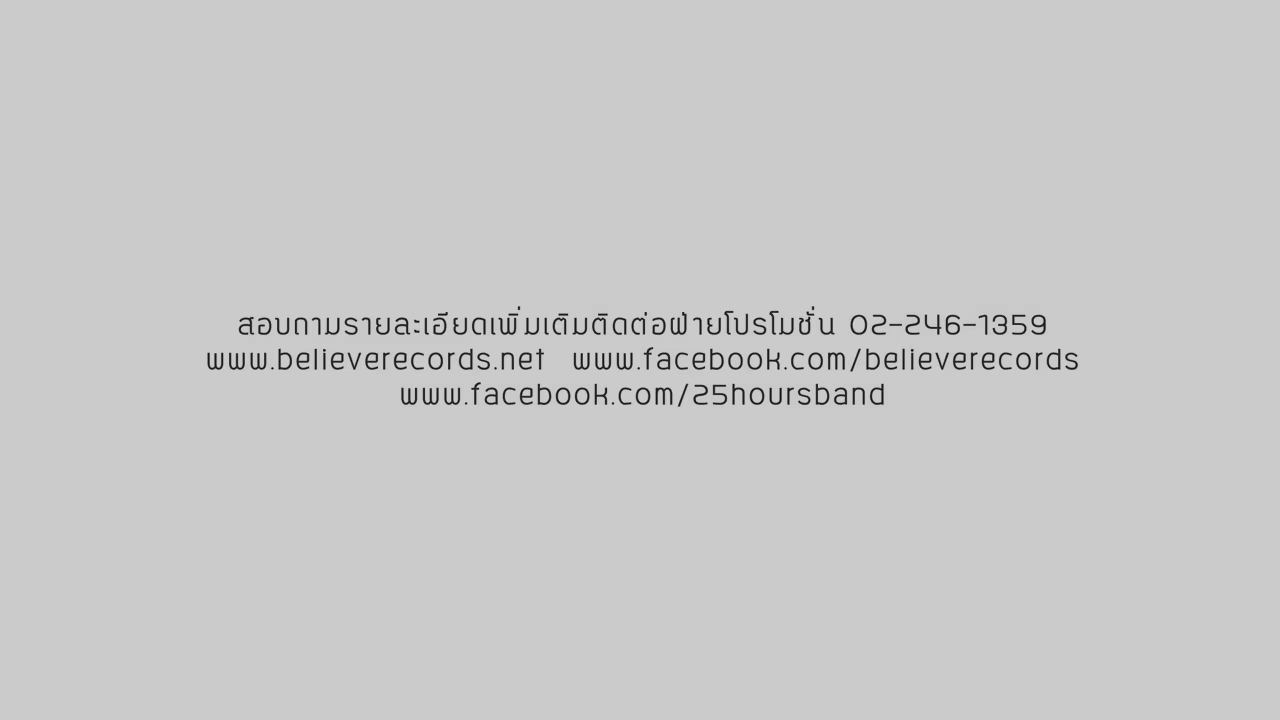 สอบถามรายละเอียดเพิ่มเติมติดต่อฝ่ายโปรโมชั่น 02-246-1359
www.believerecords.net www.facebook.com/believerecords
www.facebook.com/25hoursband